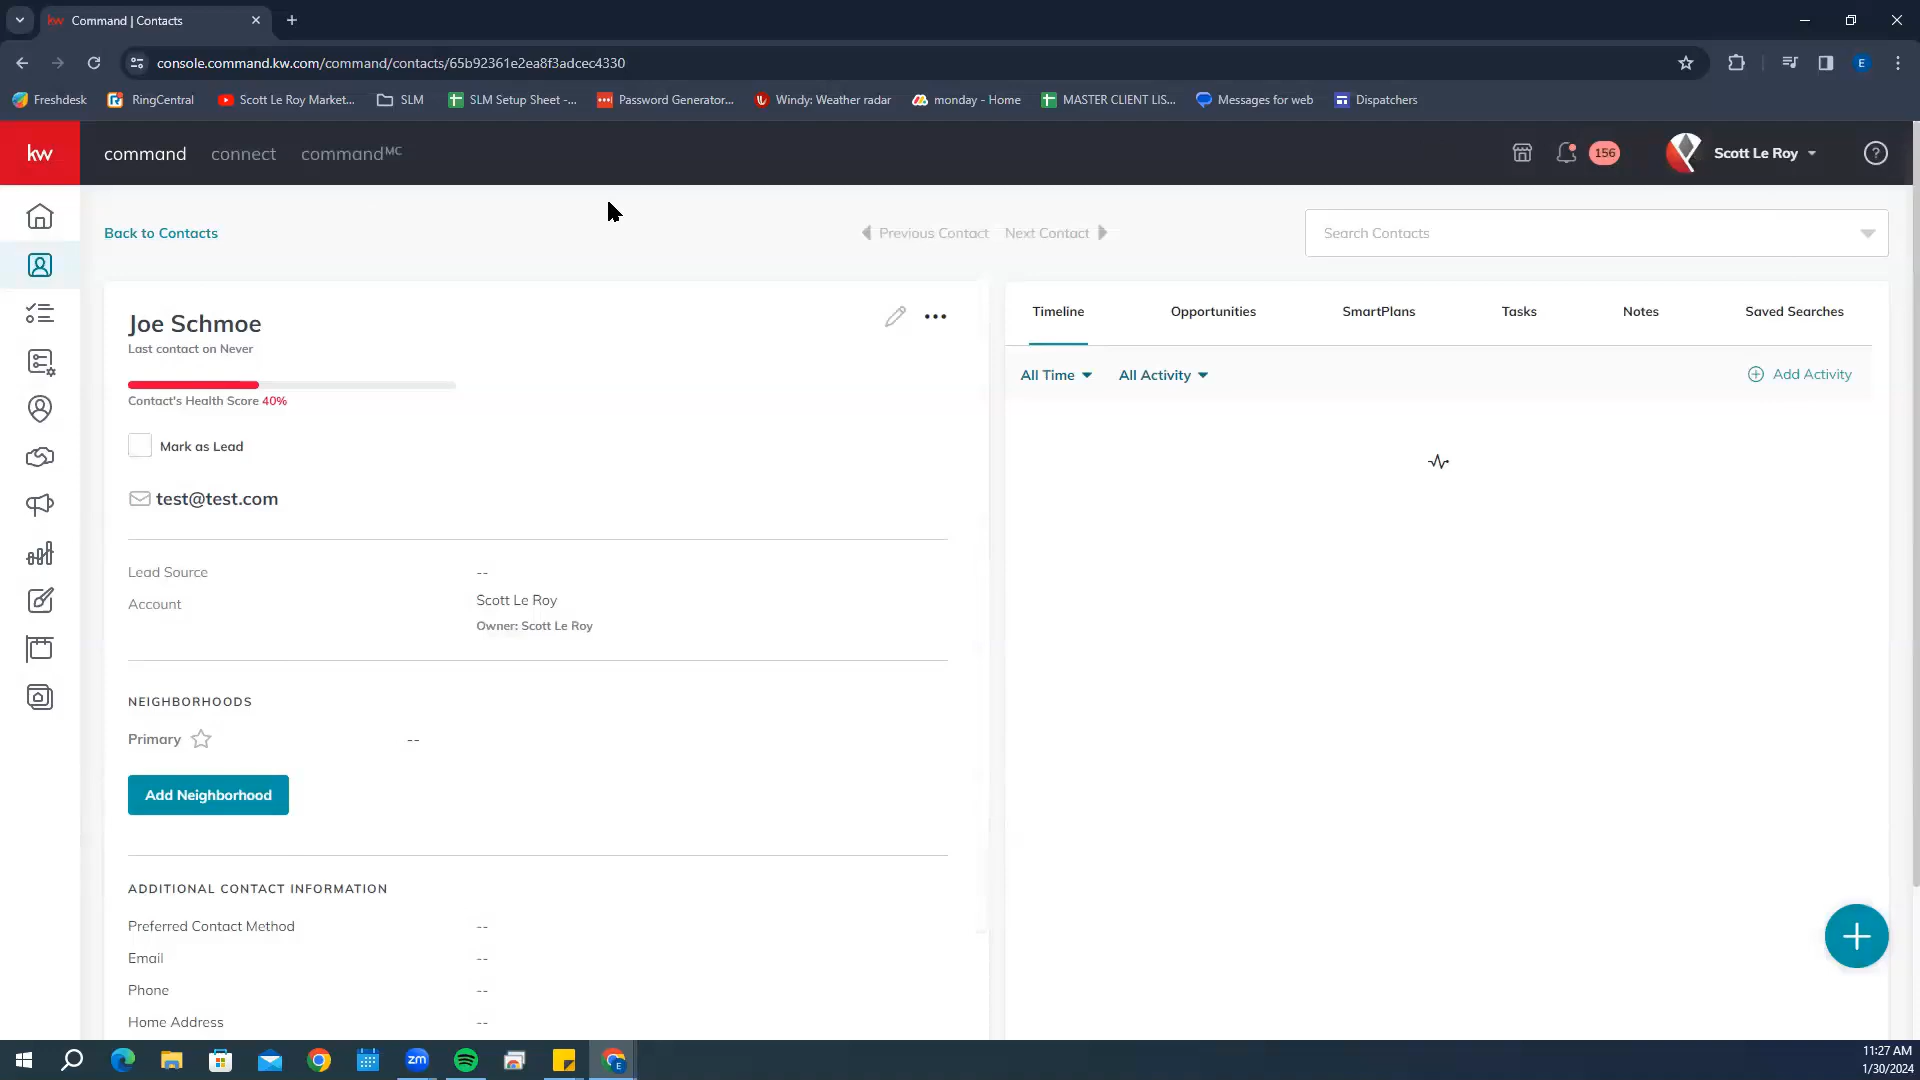 Command | Contacts
console.command.kw.com/command/contacts/65b92361e2ea8f3adcec4330
E
Freshdesk
RingCentral
Scott Le Roy Market...
SLM
SLM Setup Sheet -...
Password Generator...
Windy: Weather radar
monday - Home
MASTER CLIENT LIS...
Messages for web
Dispatchers
kw
command
connect
commandMC
156
Scott Le Roy
?
Back to Contacts
Previous Contact
Next Contact
Search Contacts
Joe Schmoe
Last contact on Never
Contact's Health Score 40%
Mark as Lead
test@test.com
Lead Source
--
Account
Scott Le Roy
Owner: Scott Le Roy
NEIGHBORHOODS
Primary
--
Add Neighborhood
ADDITIONAL CONTACT INFORMATION
Preferred Contact Method
--
Email
--
Phone
--
Home Address
--
Timeline
Opportunities
SmartPlans
Tasks
Notes
Saved Searches
All Time
All Activity
Add Activity
zm
11:27 AM
1/30/2024